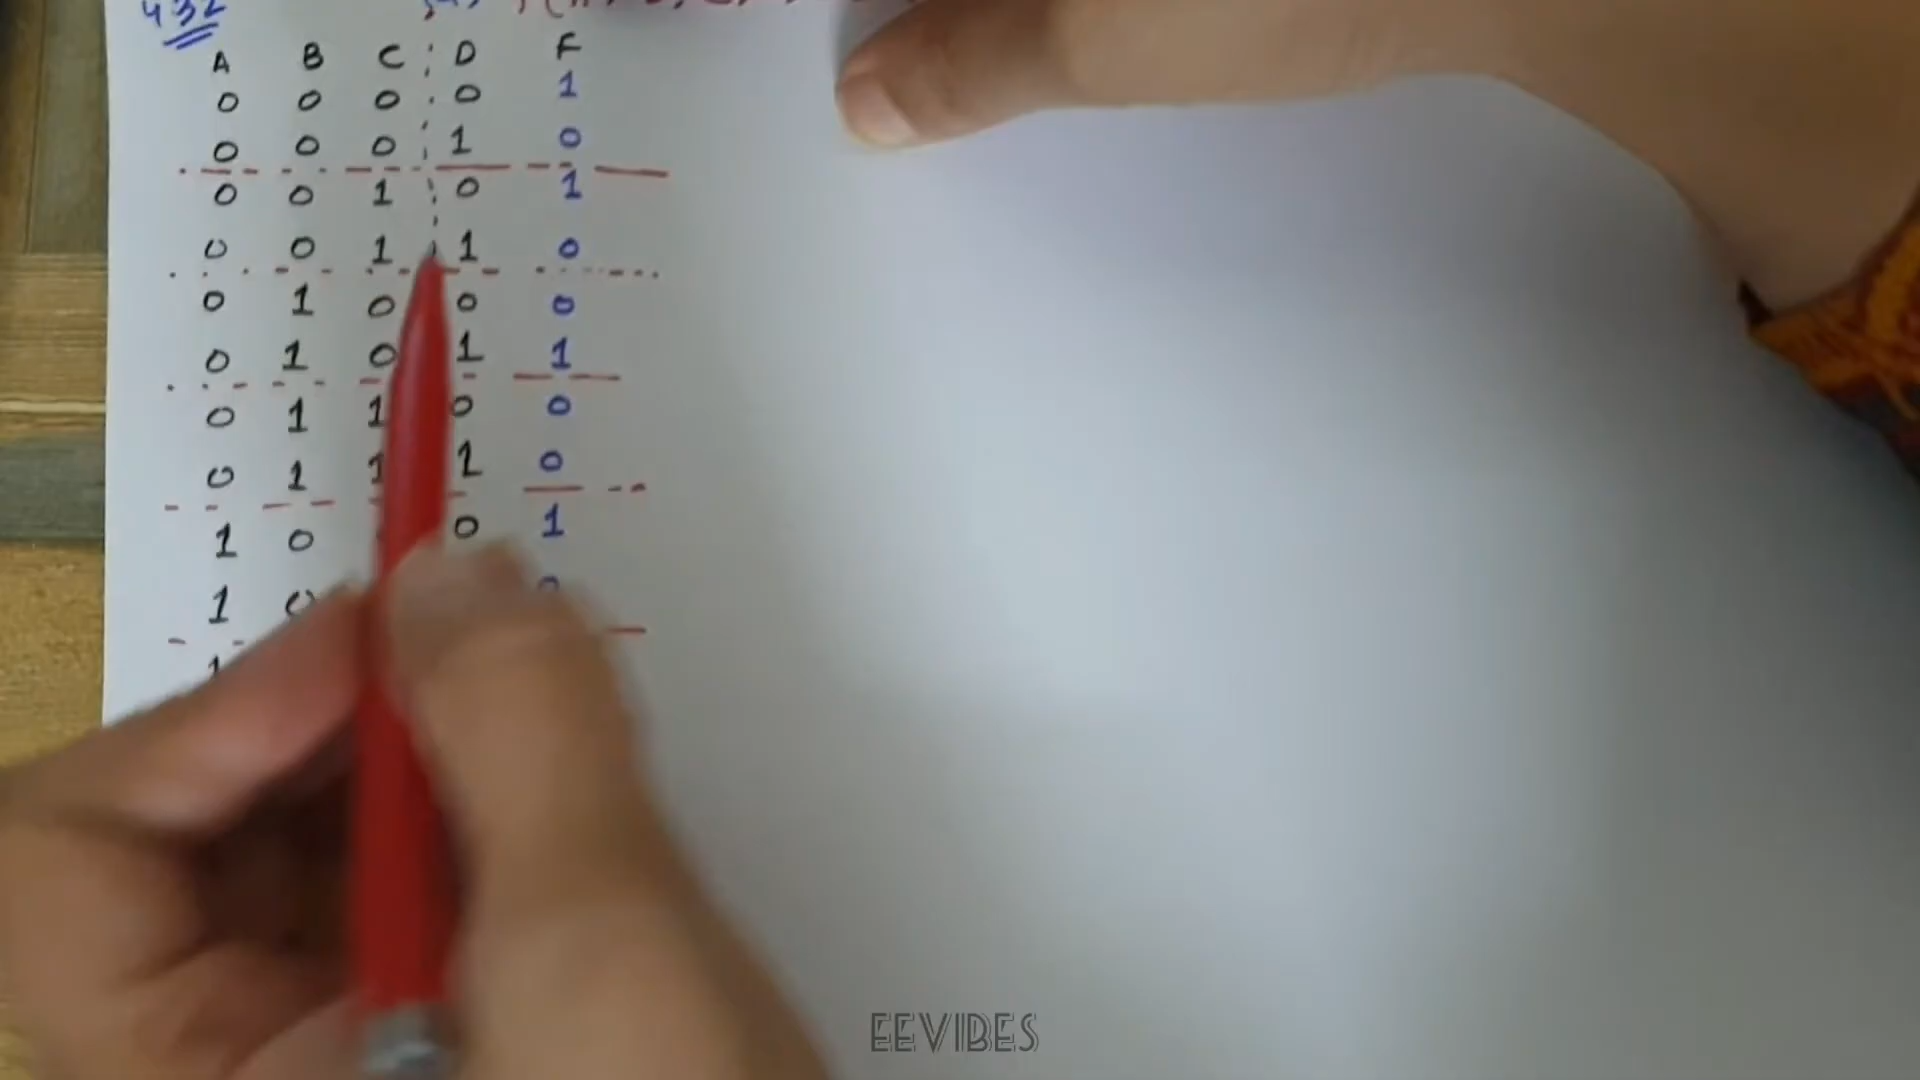 432
A B C D F
0 0 0 0 1
0 0 0 1 0
0 0 1 0 1
0 0 1 1 0
0 1 0 0 0
0 1 0 1 1
0 1 1 0 0
0 1 1 1 0
1 0 0 1
1 0
1
EEVIBES